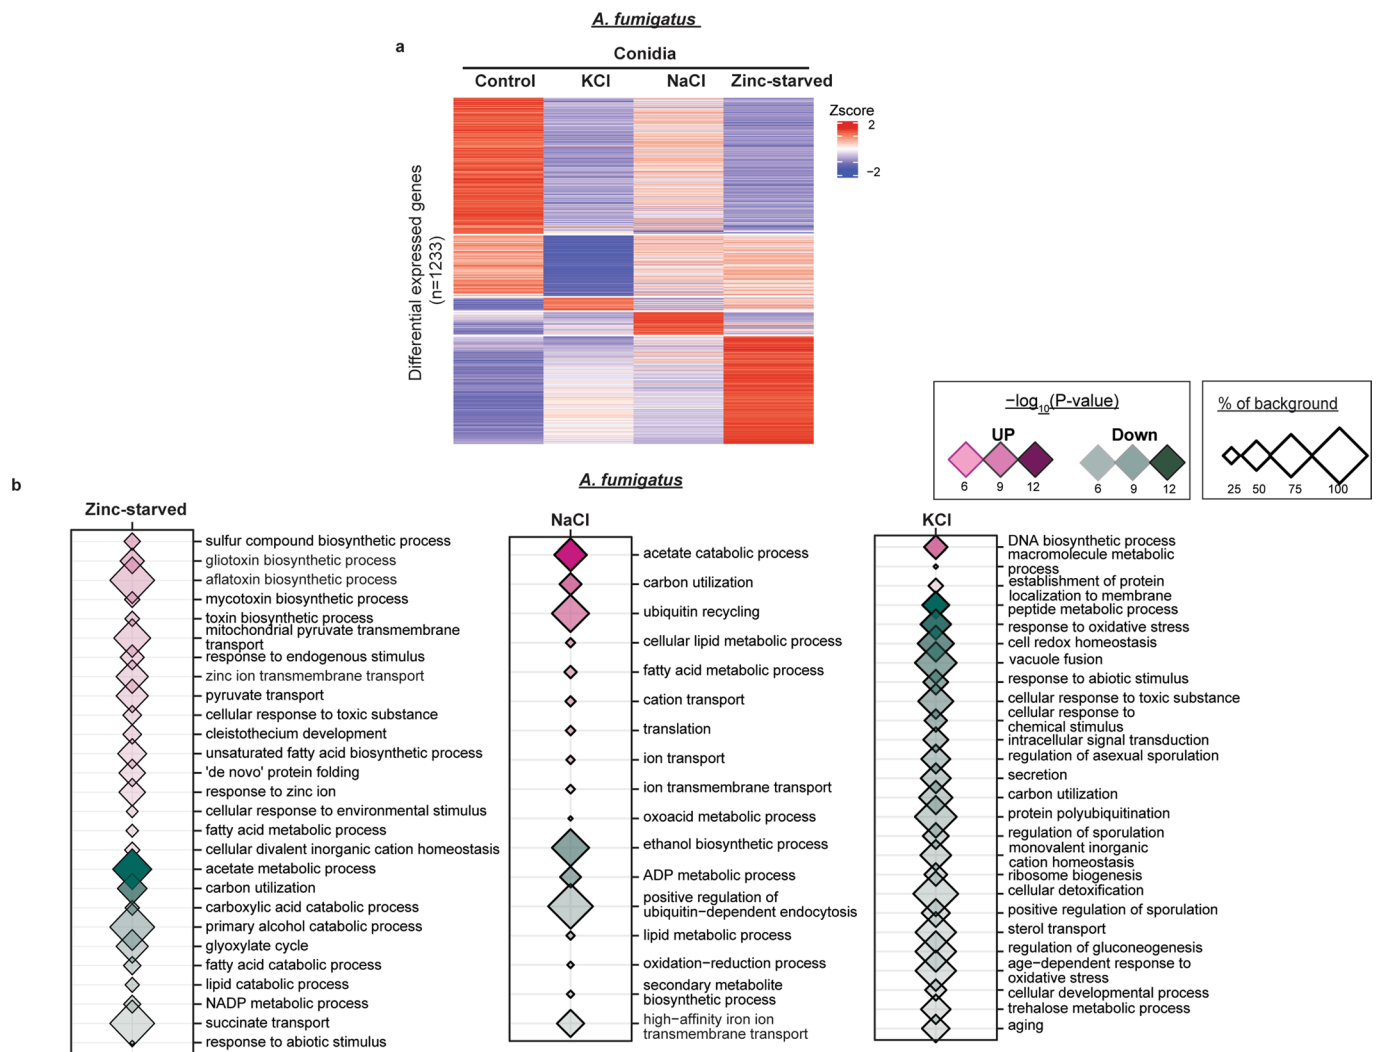 A. fumigatus
a
Conidia
Control KCl NaCl Zinc-starved
Zscore
2
−2
Differential expressed genes
(n=1233)
−log10(P-value)
UP Down
6 9 12 6 9 12
% of background
25 50 75 100
b
A. fumigatus
Zinc-starved
sulfur compound biosynthetic process
gliotoxin biosynthetic process
aflatoxin biosynthetic process
mycotoxin biosynthetic process
toxin biosynthetic process
mitochondrial pyruvate transmembrane
transport
response to endogenous stimulus
zinc ion transmembrane transport
pyruvate transport
cellular response to toxic substance
cleistothecium development
unsaturated fatty acid biosynthetic process
'de novo' protein folding
response to zinc ion
cellular response to environmental stimulus
fatty acid metabolic process
cellular divalent inorganic cation homeostasis
acetate metabolic process
carbon utilization
carboxylic acid catabolic process
primary alcohol catabolic process
glyoxylate cycle
fatty acid catabolic process
lipid catabolic process
NADP metabolic process
succinate transport
response to abiotic stimulus
NaCl
acetate catabolic process
carbon utilization
ubiquitin recycling
cellular lipid metabolic process
fatty acid metabolic process
cation transport
translation
ion transport
ion transmembrane transport
oxoacid metabolic process
ethanol biosynthetic process
ADP metabolic process
positive regulation of
ubiquitin−dependent endocytosis
lipid metabolic process
oxidation−reduction process
secondary metabolite
biosynthetic process
high−affinity iron ion
transmembrane transport
KCl
DNA biosynthetic process
macromolecule metabolic
process
establishment of protein
localization to membrane
peptide metabolic process
response to oxidative stress
cell redox homeostasis
vacuole fusion
response to abiotic stimulus
cellular response to toxic substance
cellular response to
chemical stimulus
intracellular signal transduction
regulation of asexual sporulation
secretion
carbon utilization
protein polyubiquitination
regulation of sporulation
monovalent inorganic
cation homeostasis
ribosome biogenesis
cellular detoxification
positive regulation of sporulation
sterol transport
regulation of gluconeogenesis
age−dependent response to
oxidative stress
cellular developmental process
trehalose metabolic process
aging